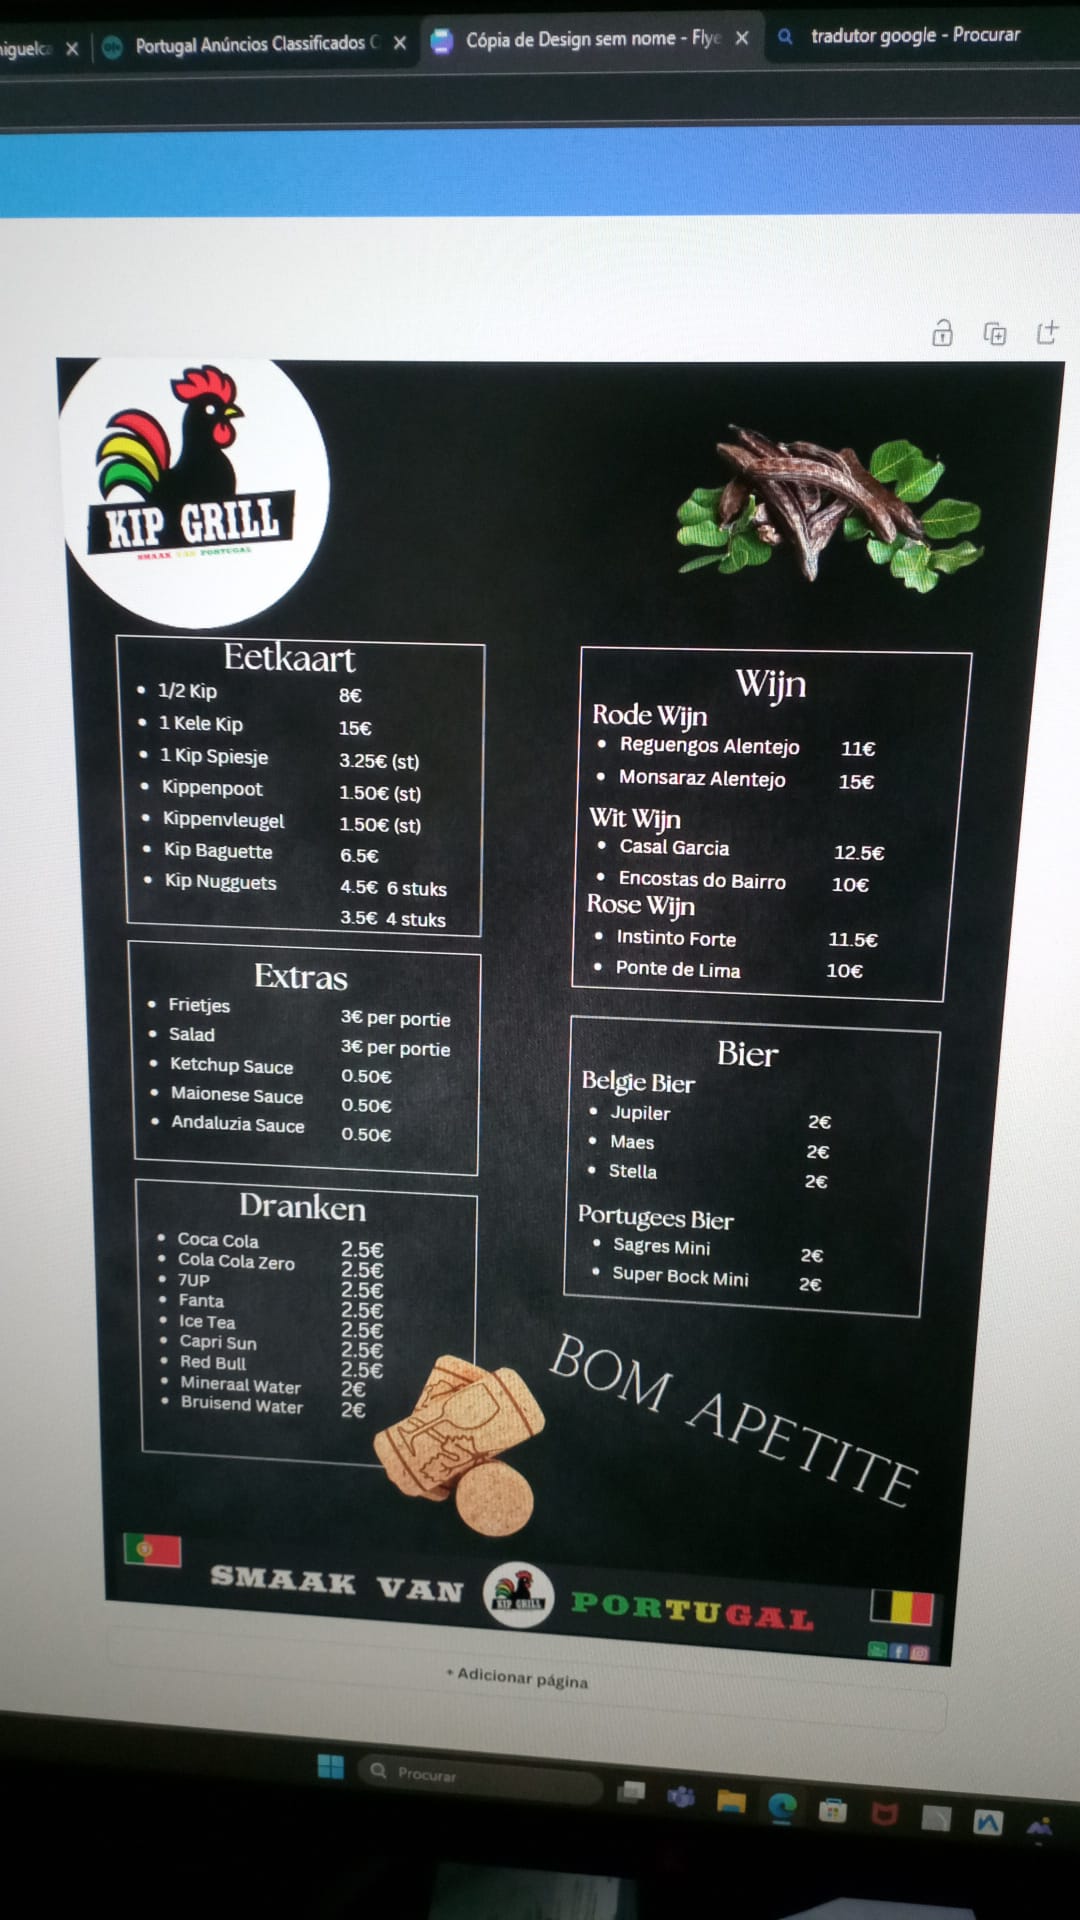 Portugal Anúncios Classificados
Cópia de Design sem nome - Flye
tradutor google - Procurar
KIP GRILL
SMAAK VAN PORTUGAL
Eetkaart
1/2 Kip 8€
1 Kele Kip 15€
1 Kip Spiesje 3.25€ (st)
Kippenpoot 1.50€ (st)
Kippenvleugel 1.50€ (st)
Kip Baguette 6.5€
Kip Nugguets 4.5€ 6 stuks
3.5€ 4 stuks
Extras
Frietjes 3€ per portie
Salad 3€ per portie
Ketchup Sauce 0.50€
Maionese Sauce 0.50€
Andaluzia Sauce 0.50€
Dranken
Coca Cola 2.5€
Cola Cola Zero 2.5€
7UP 2.5€
Fanta 2.5€
Ice Tea 2.5€
Capri Sun 2.5€
Red Bull 2.5€
Mineraal Water 2€
Bruisend Water 2€
Wijn
Rode Wijn
Reguengos Alentejo 11€
Monsaraz Alentejo 15€
Wit Wijn
Casal Garcia 12.5€
Encostas do Bairro 10€
Rose Wijn
Instinto Forte 11.5€
Ponte de Lima 10€
Bier
Belgie Bier
Jupiler 2€
Maes 2€
Stella 2€
Portugees Bier
Sagres Mini 2€
Super Bock Mini 2€
BOM APETITE
SMAAK VAN KIP GRILL PORTUGAL
+ Adicionar página
Procurar